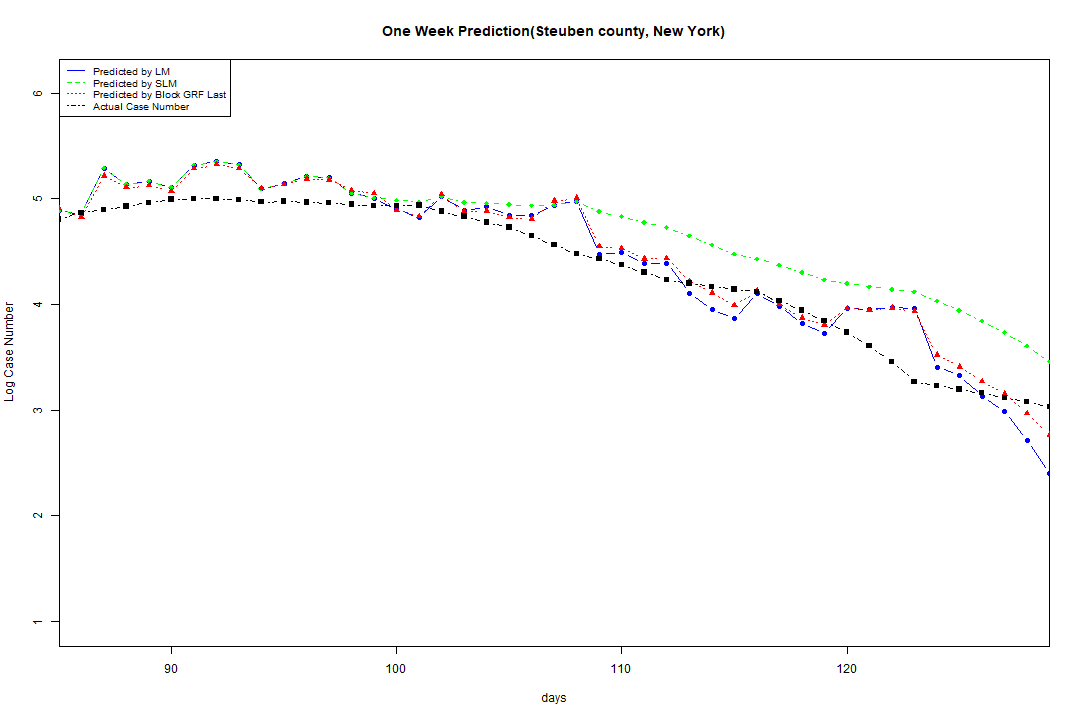 One Week Prediction(Steuben county, New York)
Predicted by LM
Predicted by SLM
Predicted by Block GRF Last
Actual Case Number
6
5
4
3
2
1
Log Case Number
90 100 110 120
days